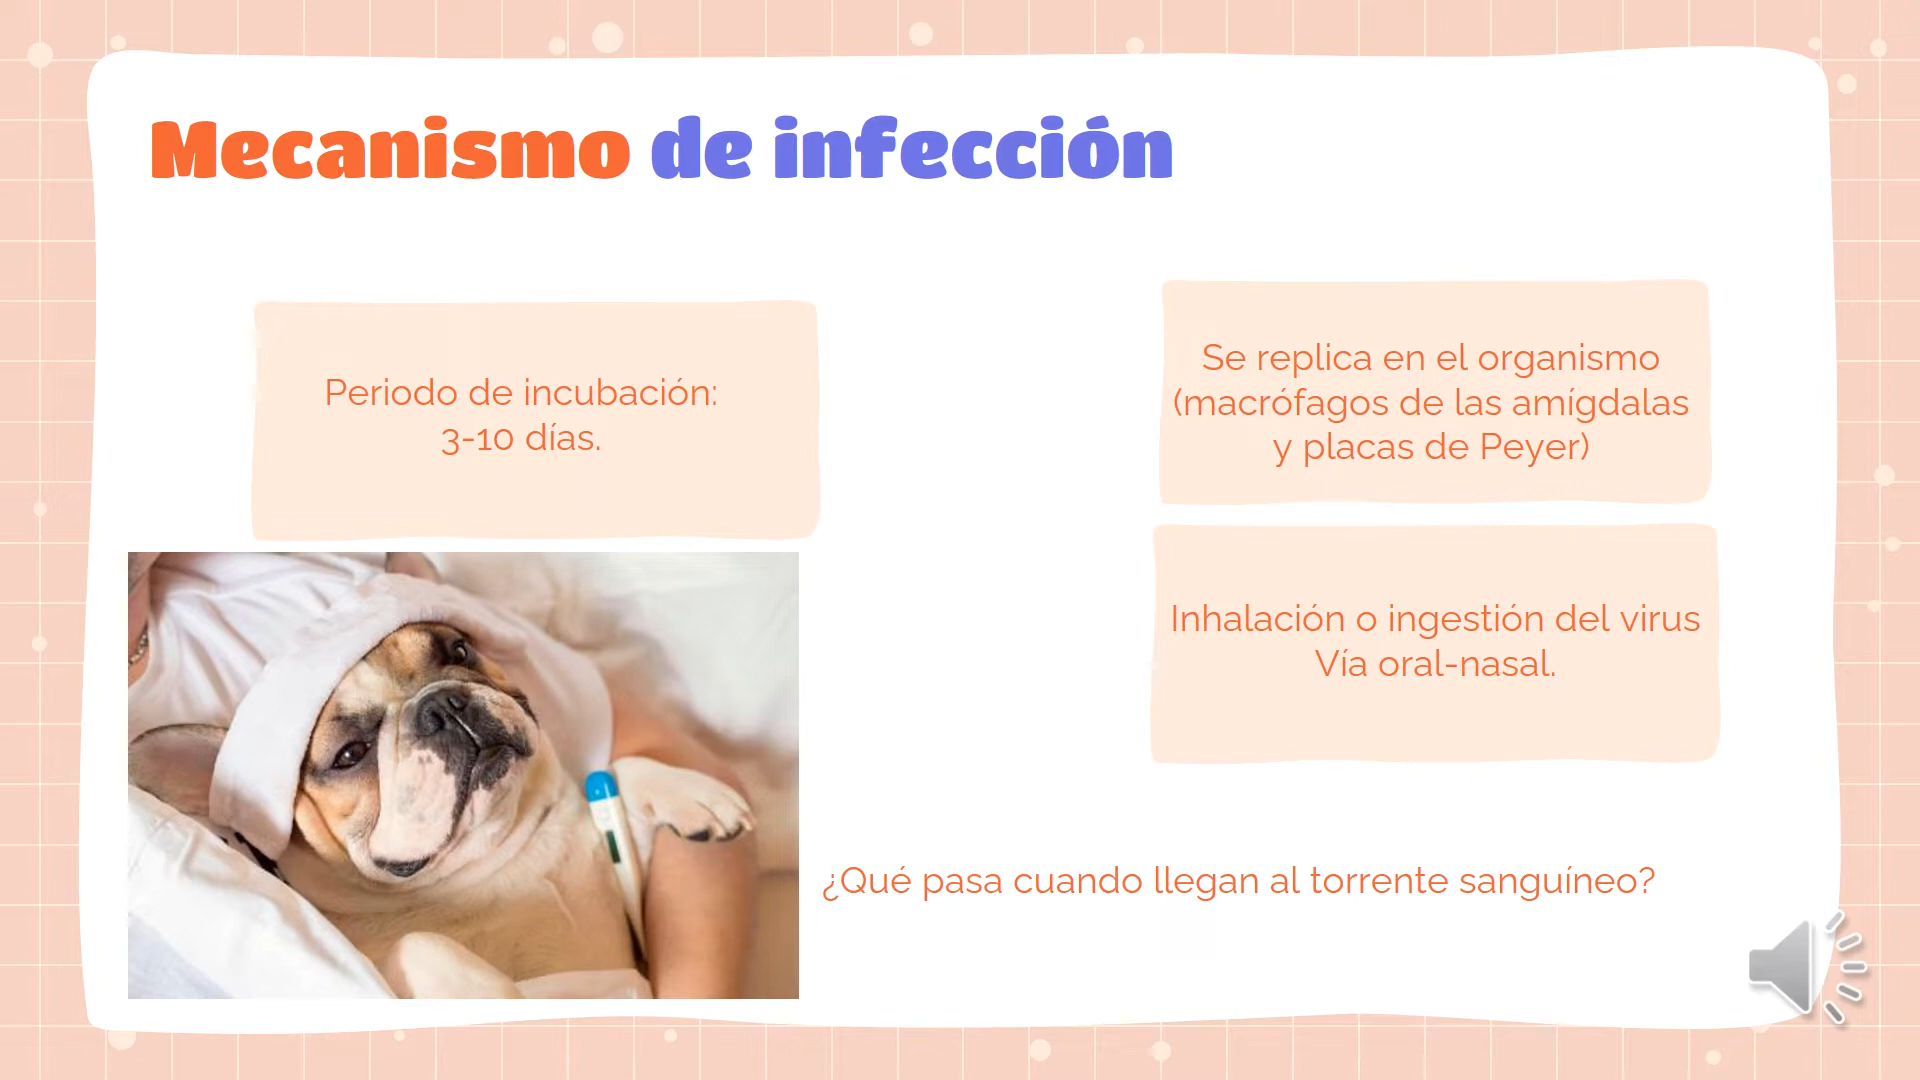 Mecanismo de infección
Periodo de incubación:
3-10 días.
Se replica en el organismo
(macrófagos de las amígdalas
y placas de Peyer)
Inhalación o ingestión del virus
Vía oral-nasal.
¿Qué pasa cuando llegan al torrente sanguíneo?